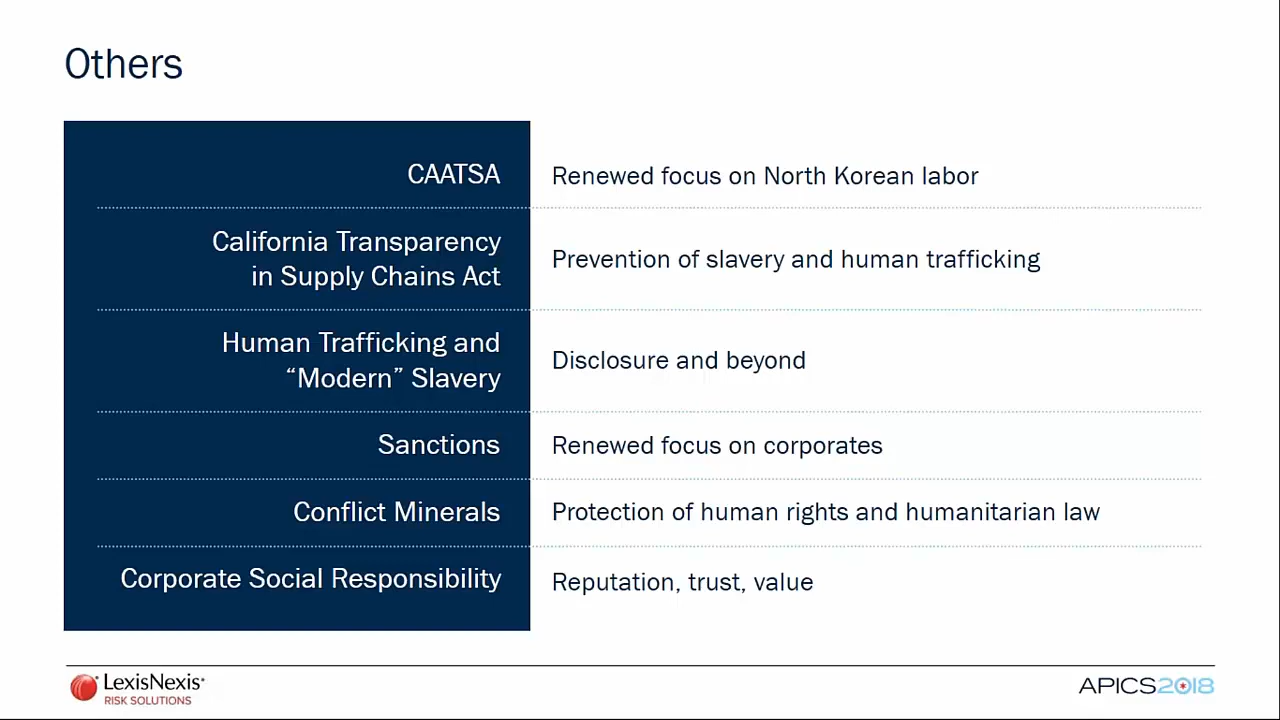 Others
CAATSA
Renewed focus on North Korean labor
California Transparency
in Supply Chains Act
Prevention of slavery and human trafficking
Human Trafficking and
“Modern” Slavery
Disclosure and beyond
Sanctions
Renewed focus on corporates
Conflict Minerals
Protection of human rights and humanitarian law
Corporate Social Responsibility
Reputation, trust, value
LexisNexis
RISK SOLUTIONS
APICS2018